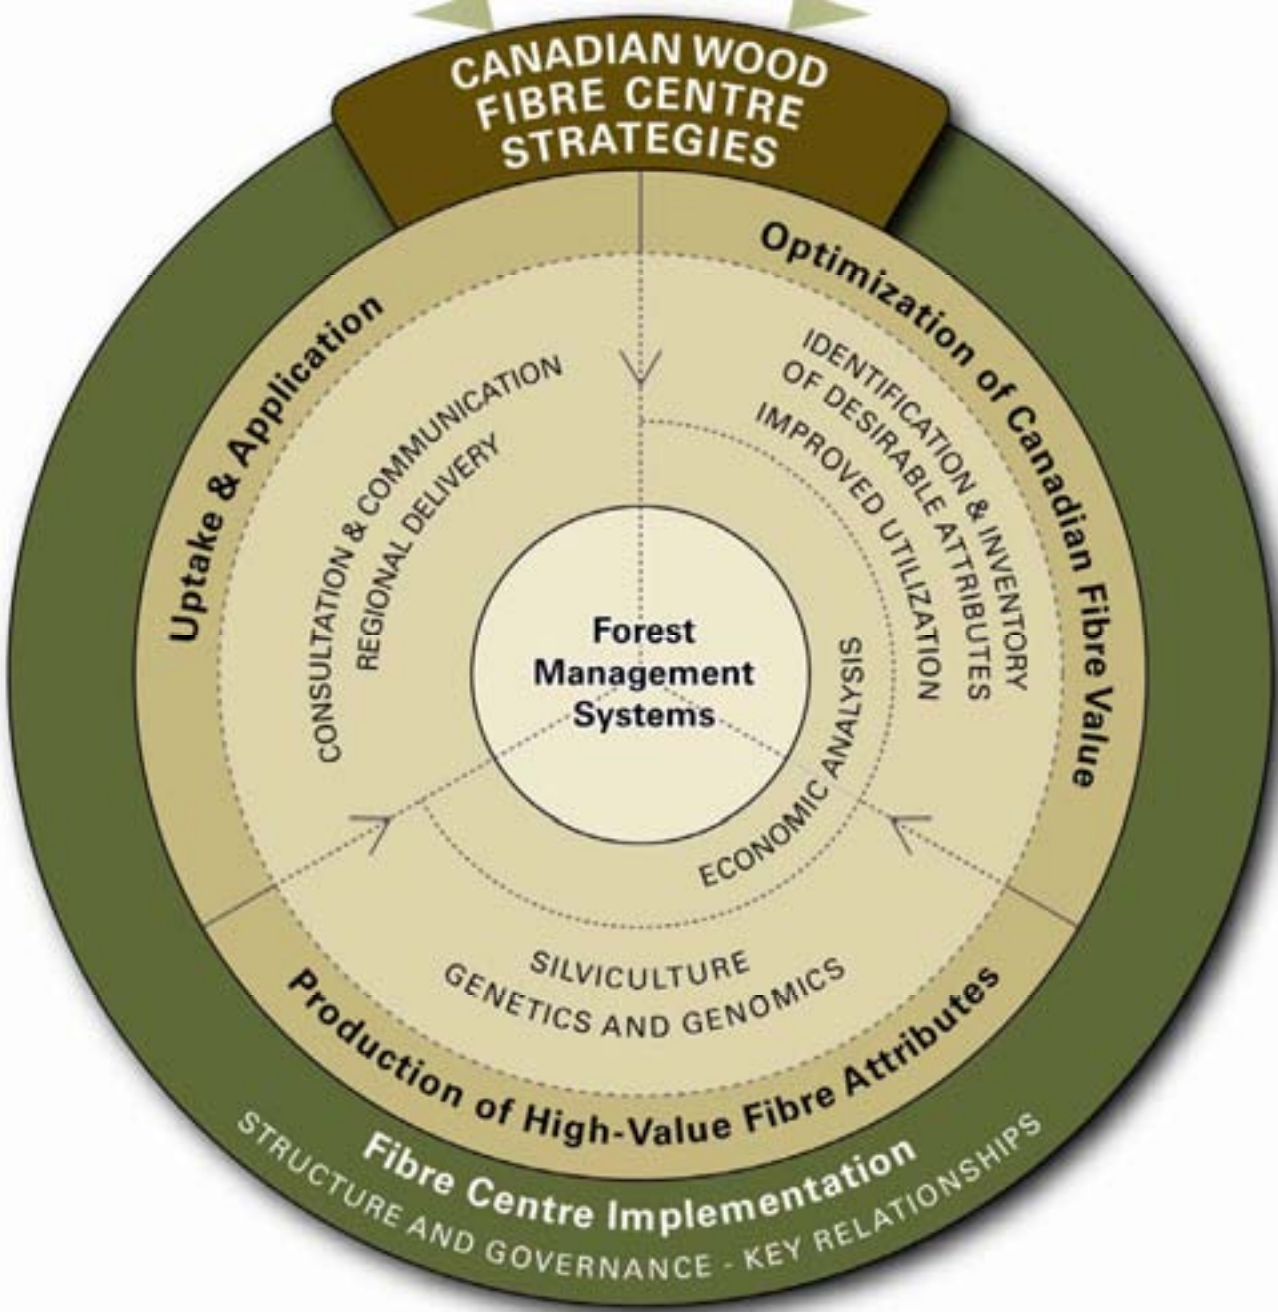 CANADIAN WOOD
FIBRE CENTRE
STRATEGIES
Uptake & Application
CONSULTATION & COMMUNICATION
REGIONAL DELIVERY
Optimization of Canadian Fibre Value
IDENTIFICATION & INVENTORY
OF DESIRABLE ATTRIBUTES
IMPROVED UTILIZATION
Forest
Management
Systems
ECONOMIC ANALYSIS
SILVICULTURE
GENETICS AND GENOMICS
Production of High-Value Fibre Attributes
Fibre Centre Implementation
STRUCTURE AND GOVERNANCE - KEY RELATIONSHIPS